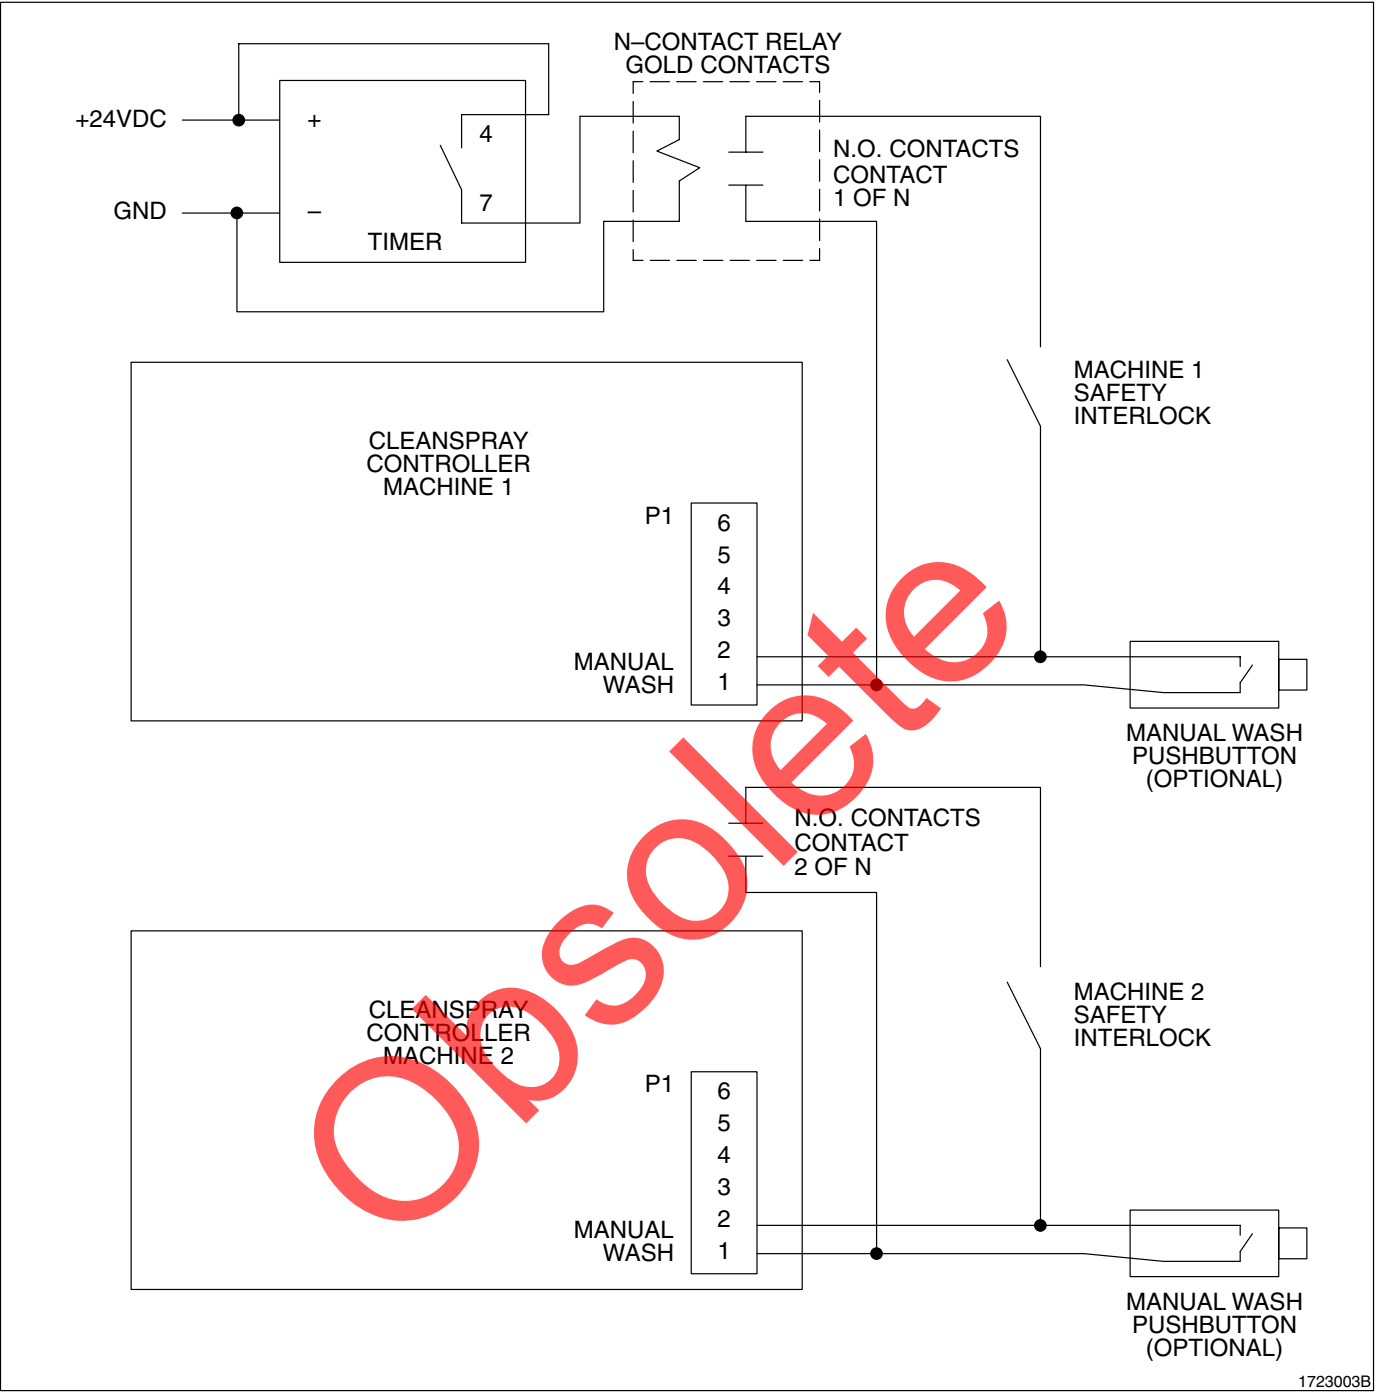 N–CONTACT RELAY
GOLD CONTACTS
+24VDC
+
4
N.O. CONTACTS
CONTACT
1 OF N
7
GND
–
TIMER
MACHINE 1
SAFETY
INTERLOCK
CLEANSPRAY
CONTROLLER
MACHINE 1
P1
6
5
4
3
2
1
MANUAL
WASH
MANUAL WASH
PUSHBUTTON
(OPTIONAL)
N.O. CONTACTS
CONTACT
2 OF N
Obsolete
CLEANSPRAY
CONTROLLER
MACHINE 2
MACHINE 2
SAFETY
INTERLOCK
P1
6
5
4
3
2
1
MANUAL
WASH
MANUAL WASH
PUSHBUTTON
(OPTIONAL)
1723003B